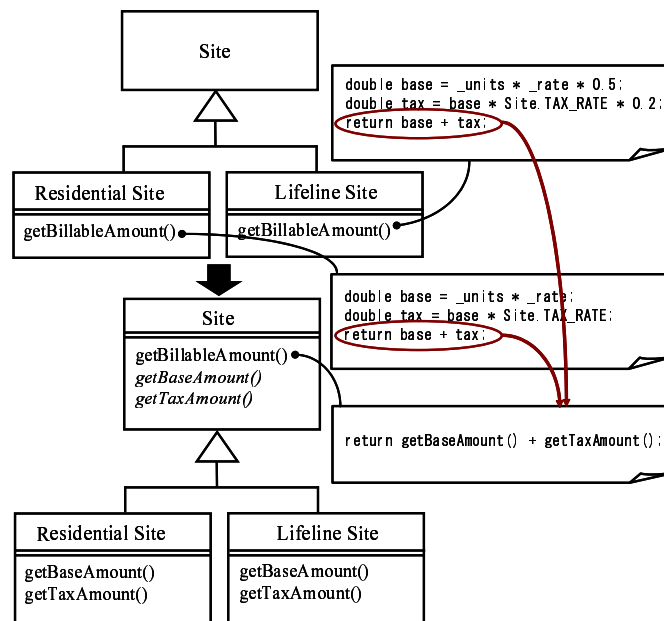 Site
double base = _units * _rate * 0.5;
double tax = base * Site.TAX_RATE * 0.2;
return base + tax;
Residential Site
getBillableAmount()
Lifeline Site
getBillableAmount()
double base = _units * _rate;
double tax = base * Site.TAX_RATE;
return base + tax;
Site
getBillableAmount()
getBaseAmount()
getTaxAmount()
return getBaseAmount() + getTaxAmount();
Residential Site
getBaseAmount()
getTaxAmount()
Lifeline Site
getBaseAmount()
getTaxAmount()